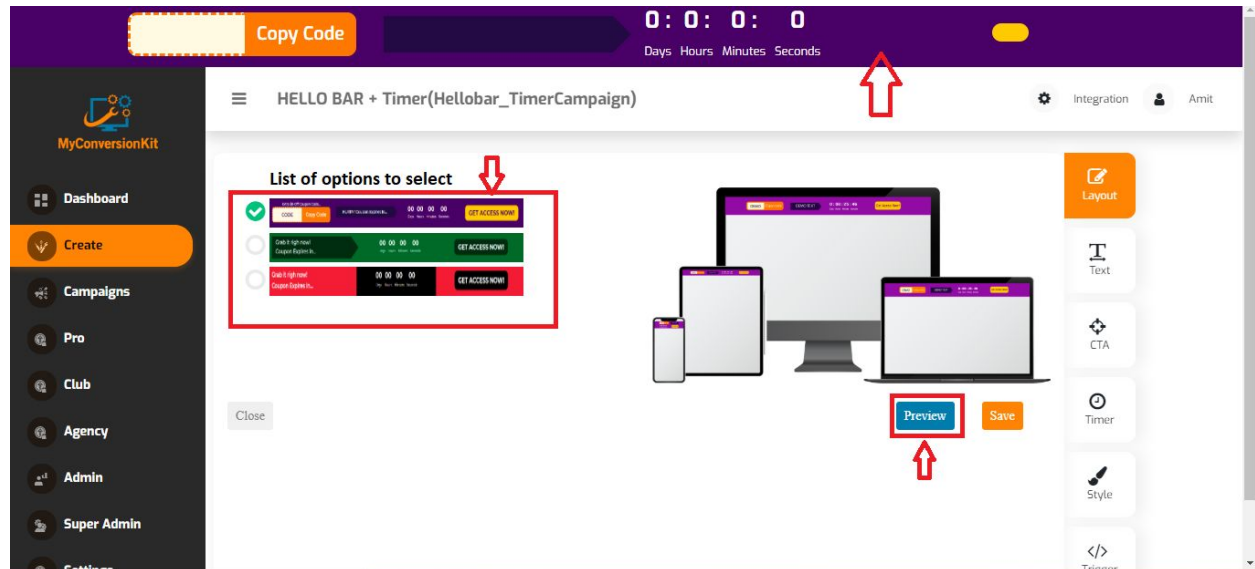 Copy Code
0: 0: 0: 0
Days Hours Minutes Seconds
MyConversionKit
HELLO BAR + Timer(Hellobar_TimerCampaign)
Integration
Amit
Dashboard
Create
Campaigns
Pro
Club
Agency
Admin
Super Admin
Settings
List of options to select
CODE Copy Code
00 00 00 00
GET ACCESS NOW!
Grab it righ now!
Coupon Expires In..
00 00 00 00
GET ACCESS NOW!
Grab it righ now!
Coupon Expires In..
00 00 00 00
GET ACCESS NOW!
Close
Preview
Save
Layout
Text
CTA
Timer
Style
</>
Trigger